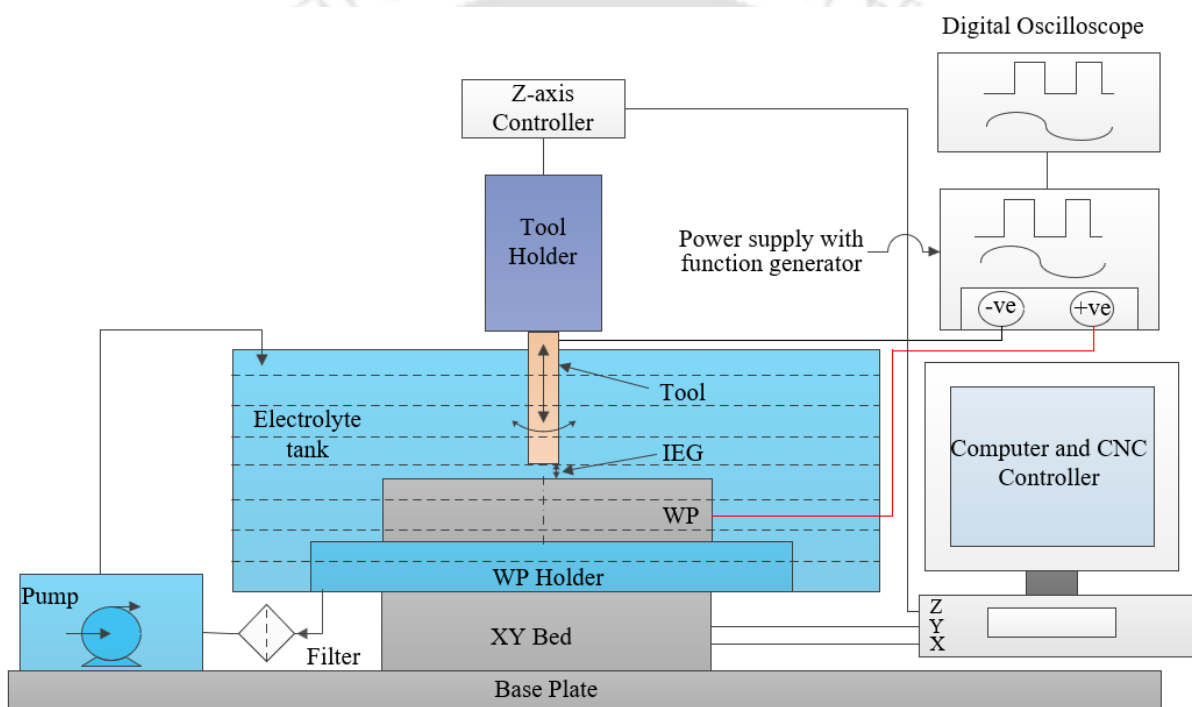 Digital Oscilloscope
Z-axis
Controller
Tool
Holder
Power supply with
function generator
-ve
+ve
Tool
Electrolyte
tank
IEG
Computer and CNC
Controller
WP
WP Holder
Pump
Z
Y
X
XY Bed
Filter
Base Plate